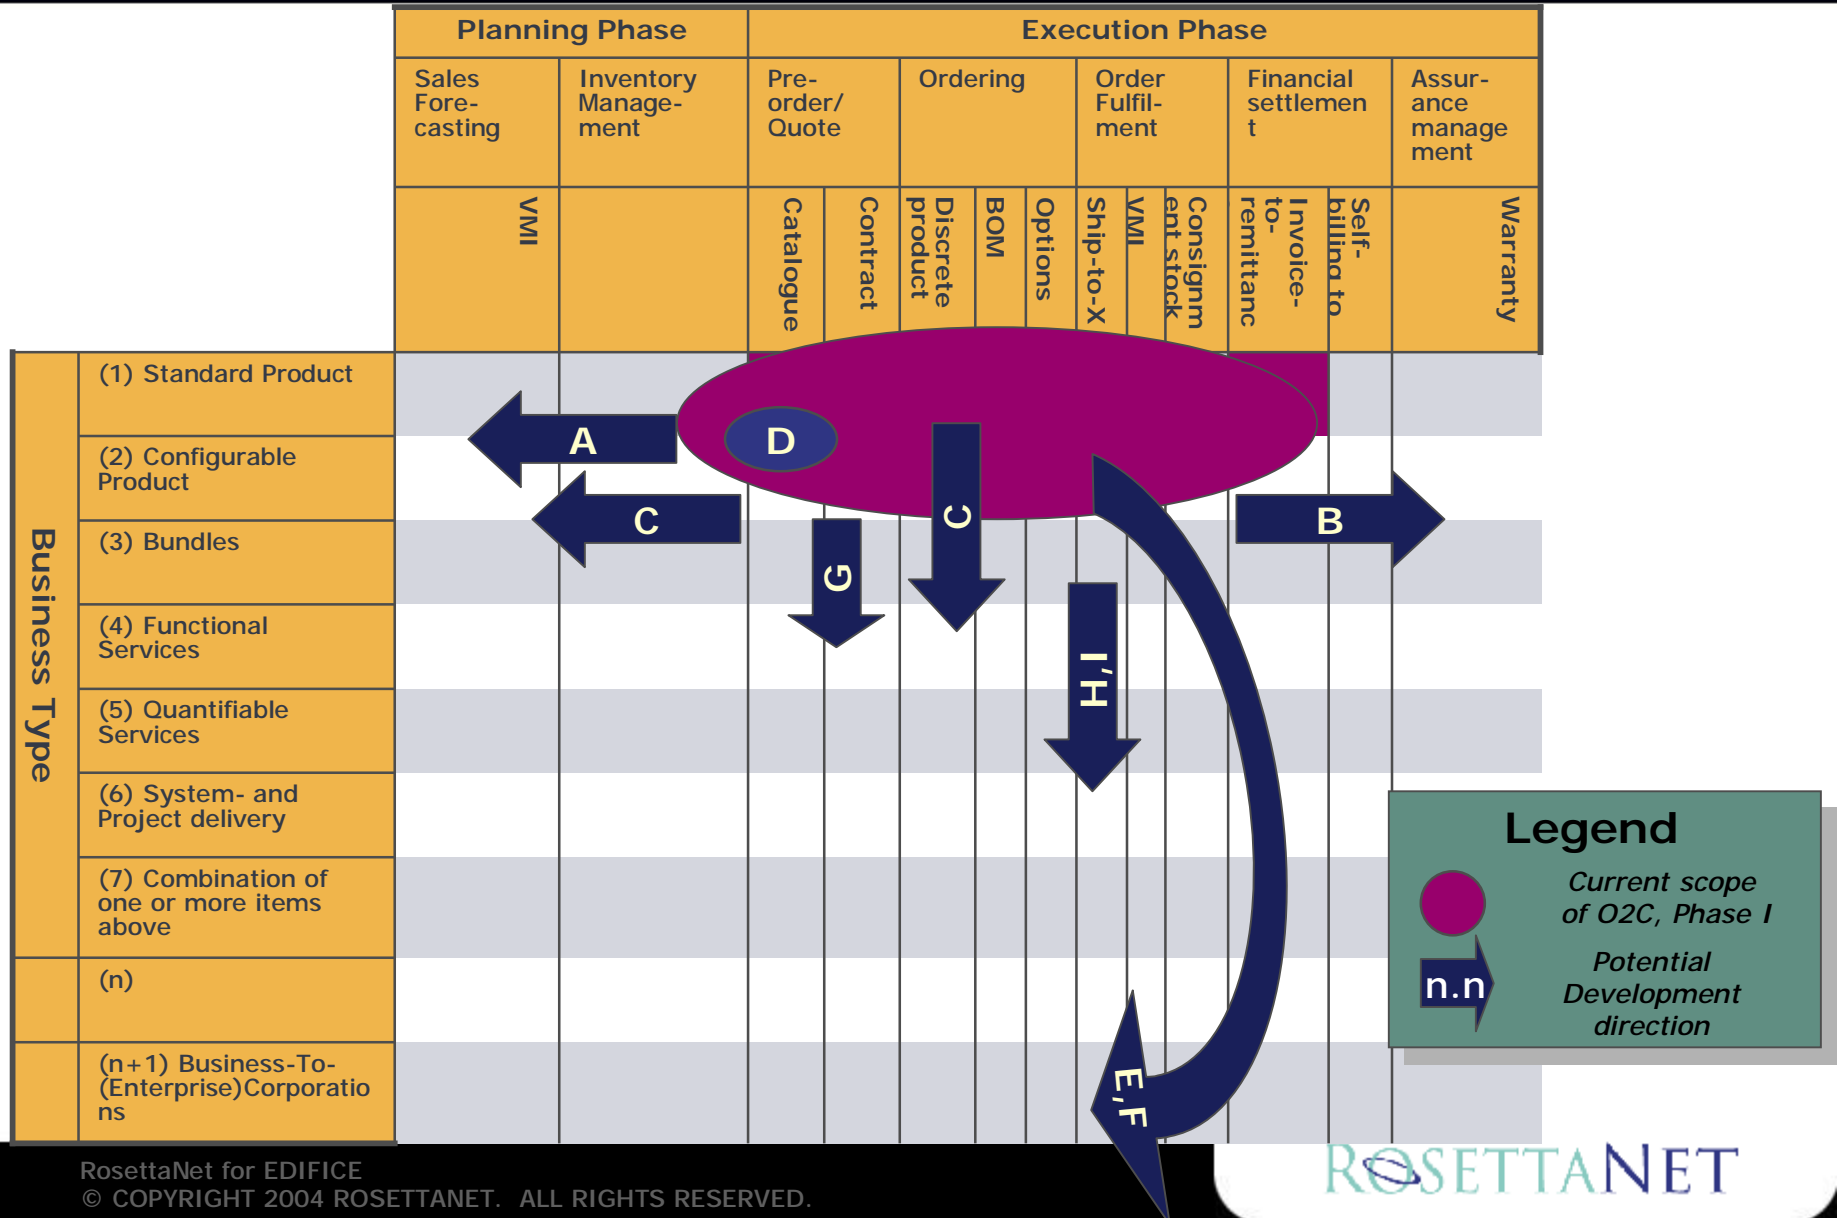 Planning Phase
Execution Phase
Sales
Fore-
casting
Inventory
Manage-
ment
Pre-
order/
Quote
Ordering
Order
Fulfil-
ment
Financial
settlemen
t
Assur-
ance
manage
ment
VMI
Catalogue
Contract
Discrete
product
BOM
Options
Ship-to-X
VMI
Consignm
ent stock
Invoice-
to-
remittanc
Self-
billing to
Warranty
Business Type
(1) Standard Product
(2) Configurable
Product
(3) Bundles
(4) Functional
Services
(5) Quantifiable
Services
(6) System- and
Project delivery
(7) Combination of
one or more items
above
(n)
(n+1) Business-To-
(Enterprise)Corporatio
ns
A
D
C
C
B
G
H,I
E,F
Legend
Current scope
of O2C, Phase I
n.n
Potential
Development
direction
RosettaNet for EDIFICE
© COPYRIGHT 2004 ROSETTANET. ALL RIGHTS RESERVED.
ROSETTANET